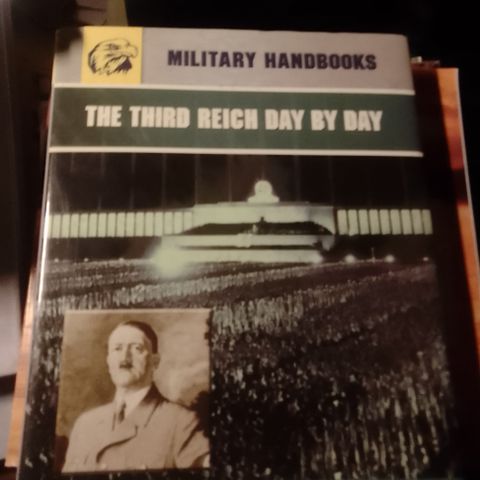 MILITARY HANDBOOKS
THE THIRD REICH DAY BY DAY